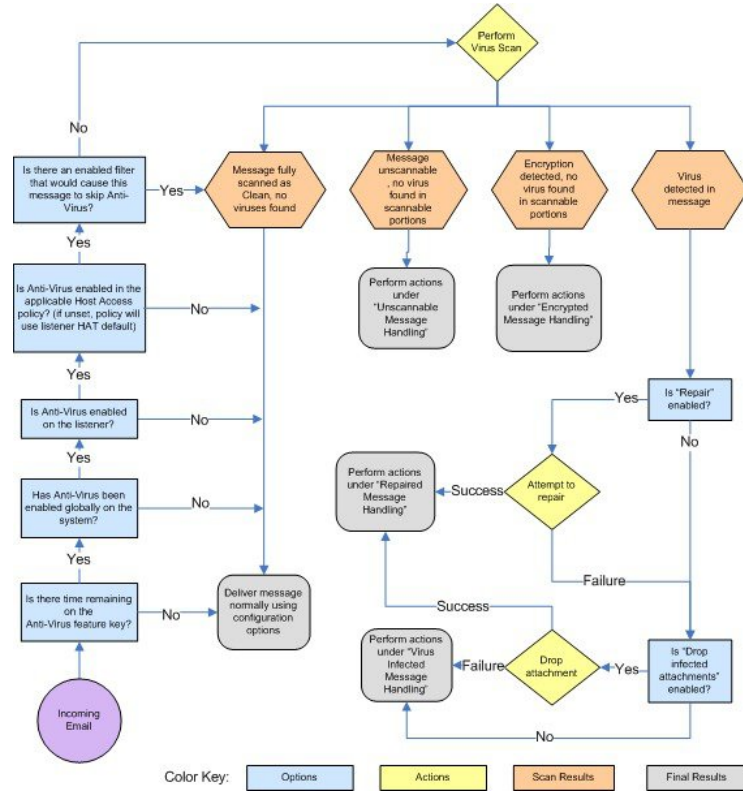 Perform
Virus Scan
No
Is there an enabled filter
that would cause this
message to skip Anti-
Virus?
Yes
Message fully
scanned as
Clean, no
viruses found
Message
unscannable
, no virus
found in
scannable
portions
Encryption
detected, no
virus found
in scannable
portions
Virus
detected in
message
Yes
Is Anti-Virus enabled in the
applicable Host Access
policy? (if unset, policy will
use listener HAT default)
No
Perform actions
under
“Unscannable
Message
Handling”
Perform actions
under “Encrypted
Message Handling”
Yes
Is Anti-Virus enabled
on the listener?
No
Is “Repair”
enabled?
Yes
No
Yes
Has Anti-Virus been
enabled globally on the
system?
No
Perform actions
under “Repaired
Message
Handling”
Success
Attempt to
repair
Failure
Yes
Is there time remaining
on the
Anti-Virus feature key?
No
Deliver message
normally using
configuration
options
Success
Perform actions
under “Virus
Infected
Message
Handling”
Failure
Drop
attachment
Yes
Is “Drop
infected
attachments”
enabled?
No
Incoming
Email
Color Key:
Options
Actions
Scan Results
Final Results